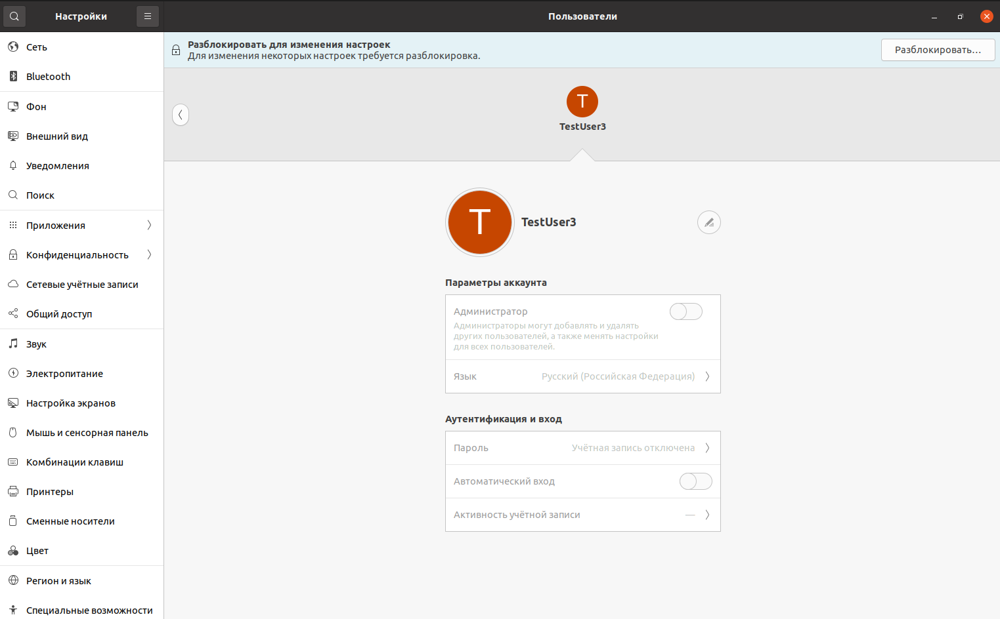 Настройки
Пользователи
Сеть
Bluetooth
Фон
Внешний вид
Уведомления
Поиск
Приложения
Конфиденциальность
Сетевые учётные записи
Общий доступ
Звук
Электропитание
Настройка экранов
Мышь и сенсорная панель
Комбинации клавиш
Принтеры
Сменные носители
Цвет
Регион и язык
Специальные возможности
Разблокировать для изменения настроек
Для изменения некоторых настроек требуется разблокировка.
Разблокировать…
T
TestUser3
T
TestUser3
Параметры аккаунта
Администратор
Администраторы могут добавлять и удалять
других пользователей, а также менять настройки
для всех пользователей.
Язык Русский (Российская Федерация)
Аутентификация и вход
Пароль Учётная запись отключена
Автоматический вход
Активность учётной записи —